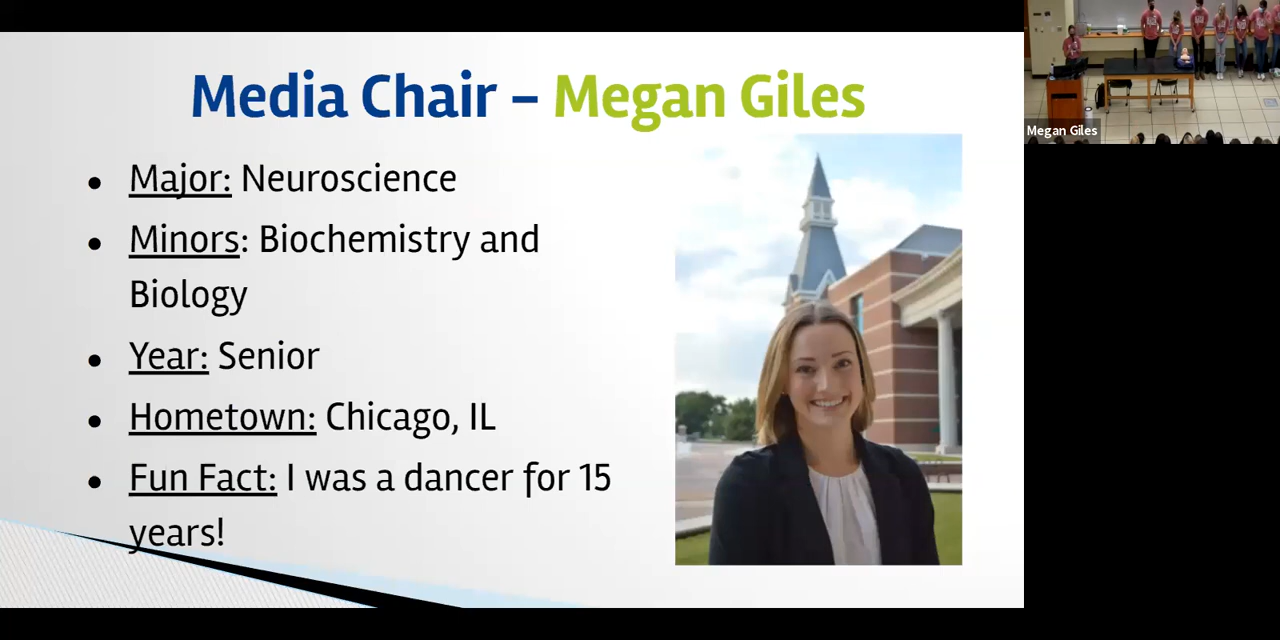 Media Chair – Megan Giles
• Major: Neuroscience
• Minors: Biochemistry and
Biology
• Year: Senior
• Hometown: Chicago, IL
• Fun Fact: I was a dancer for 15
years!
Megan Giles